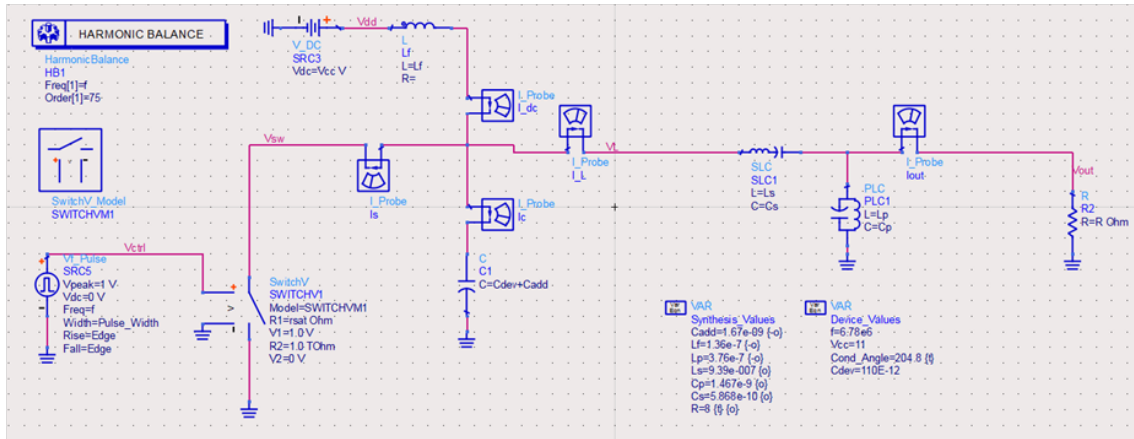 HARMONIC BALANCE
HarmonicBalance
HB1
Freq[1]=f
Order[1]=75
V_DC
SRC3
Vdc=Vcc V
Vdd
L
Lf
L=Lf
R=
I_Probe
I_dc
Vsw
I_Probe
Is
I_Probe
I_L
VL
I_Probe
Ic
C
C1
C=Cdev+Cadd
SLC
SLC1
L=Ls
C=Cs
PLC
PLC1
L=Lp
C=Cp
I_Probe
Iout
Vout
R
R2
R=R Ohm
SwitchV_Model
SWITCHVM1
Vctrl
Vf_Pulse
SRC5
Vpeak=1 V
Vdc=0 V
Freq=f
Width=Pulse_Width
Rise=Edge
Fall=Edge
SwitchV
SWITCHV1
Model=SWITCHVM1
R1=rsat Ohm
V1=1.0 V
R2=1.0 TOhm
V2=0 V
Var
Eqn
VAR
Synthesis_Values
Cadd=1.67e-09 {-o}
Lf=1.36e-7 {-o}
Lp=3.76e-7 {-o}
Ls=9.39e-007 {o}
Cp=1.467e-9 {o}
Cs=5.868e-10 {o}
R=8 {t} {o}
Var
Eqn
VAR
Device_Values
f=6.78e6
Vcc=11
Cond_Angle=204.8 {t}
Cdev=110E-12